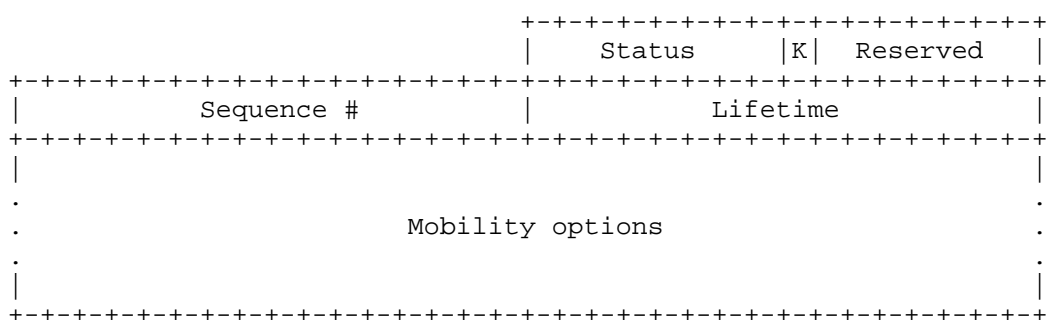 +-+-+-+-+-+-+-+-+-+-+-+-+-+-+-+-+
| Status |K| Reserved |
+-+-+-+-+-+-+-+-+-+-+-+-+-+-+-+-+-+-+-+-+-+-+-+-+-+-+-+-+-+-+-+-+
| Sequence # | Lifetime |
+-+-+-+-+-+-+-+-+-+-+-+-+-+-+-+-+-+-+-+-+-+-+-+-+-+-+-+-+-+-+-+-+
| |
. .
. Mobility options .
. .
| |
+-+-+-+-+-+-+-+-+-+-+-+-+-+-+-+-+-+-+-+-+-+-+-+-+-+-+-+-+-+-+-+-+